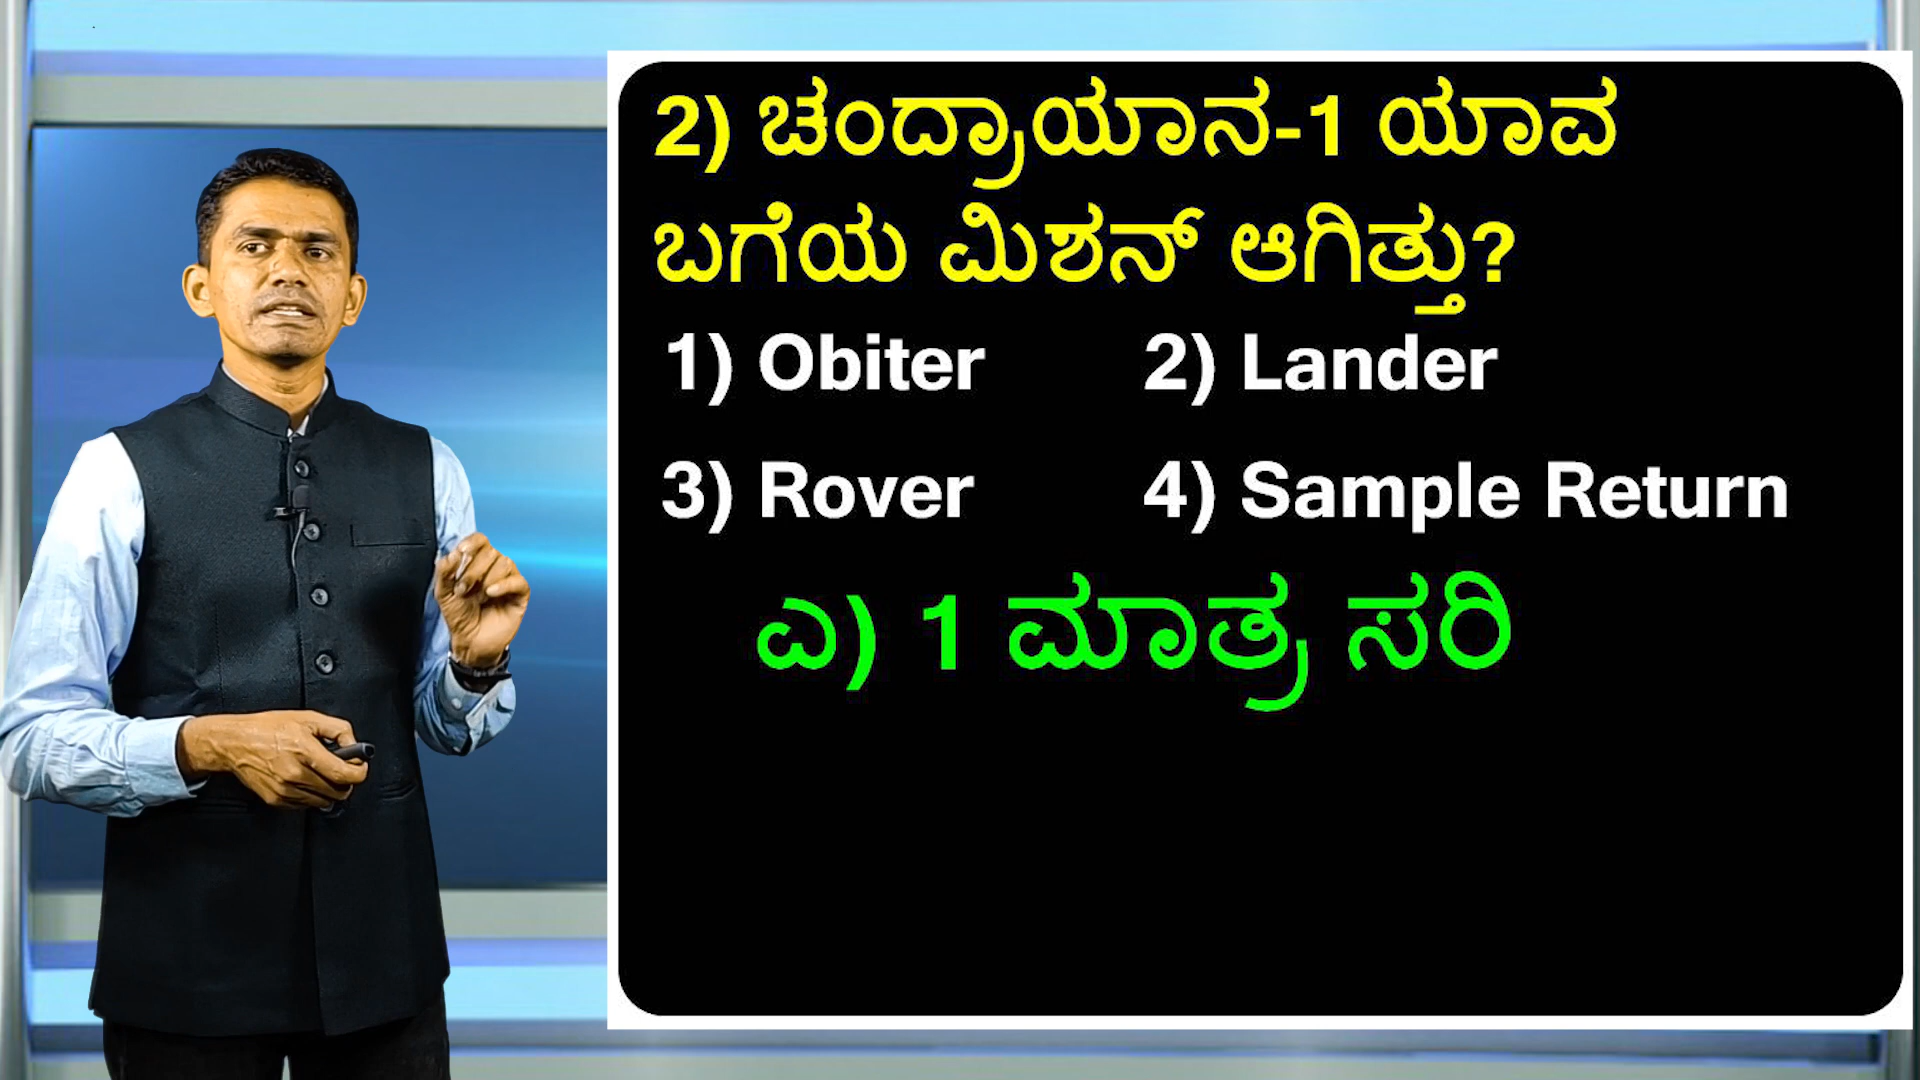 2) ಚಂದ್ರಾಯಾನ-1 ಯಾವ
ಬಗೆಯ ಮಿಶನ್ ಆಗಿತ್ತು?
1) Obiter 2) Lander
3) Rover 4) Sample Return
ಎ) 1 ಮಾತ್ರ ಸರಿ